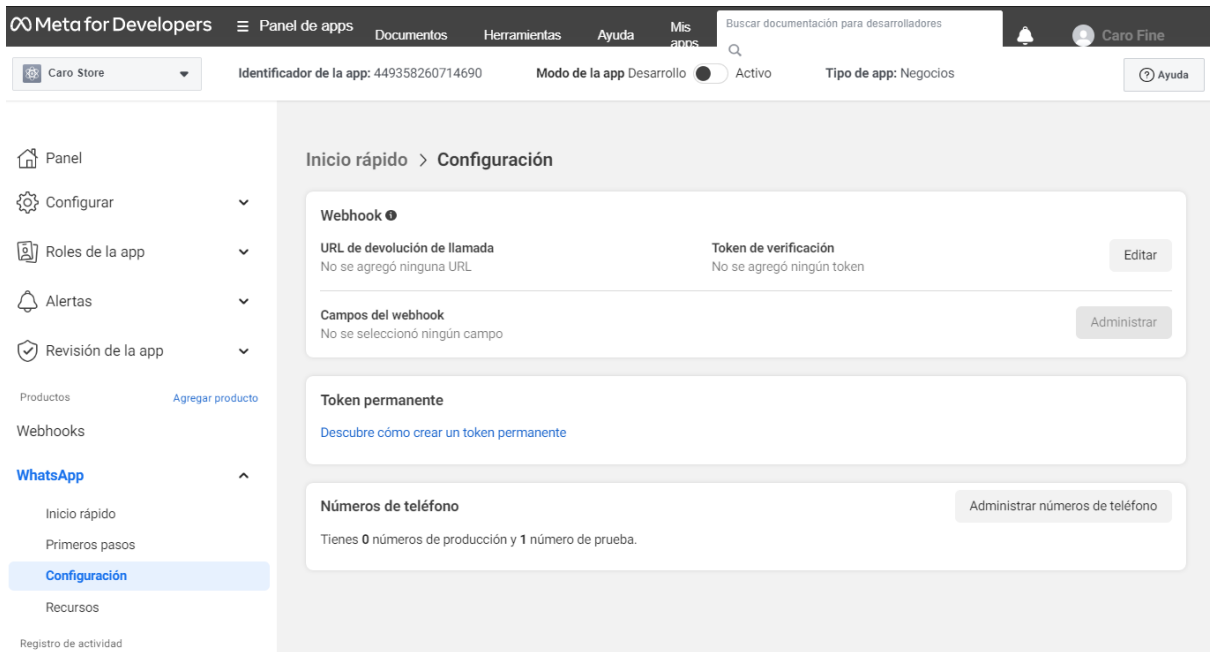 Meta for Developers
Panel de apps
Documentos
Herramientas
Ayuda
Mis apps
Buscar documentación para desarrolladores
Caro Fine
Caro Store
Identificador de la app: 449358260714690
Modo de la app Desarrollo
Activo
Tipo de app: Negocios
Ayuda
Panel
Configurar
Roles de la app
Alertas
Revisión de la app
Productos
Agregar producto
Webhooks
WhatsApp
Inicio rápido
Primeros pasos
Configuración
Recursos
Registro de actividad
Inicio rápido > Configuración
Webhook
URL de devolución de llamada
No se agregó ninguna URL
Token de verificación
No se agregó ningún token
Editar
Campos del webhook
No se seleccionó ningún campo
Administrar
Token permanente
Descubre cómo crear un token permanente
Números de teléfono
Administrar números de teléfono
Tienes 0 números de producción y 1 número de prueba.